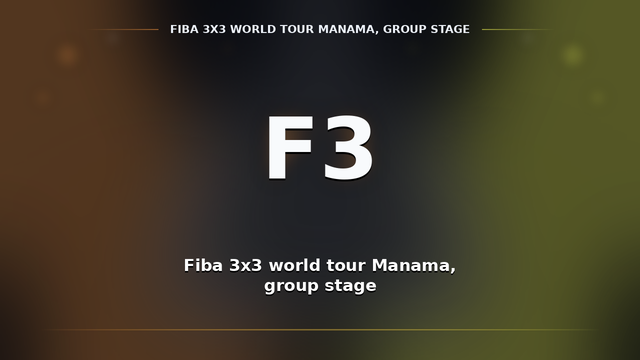 FIBA 3X3 WORLD TOUR MANAMA, GROUP STAGE
F3
Fiba 3x3 world tour Manama,
group stage